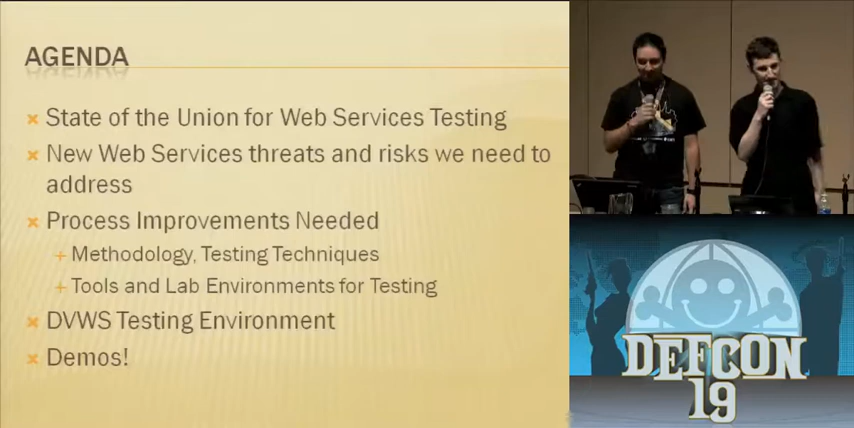 AGENDA
State of the Union for Web Services Testing
New Web Services threats and risks we need to
address
Process Improvements Needed
Methodology, Testing Techniques
Tools and Lab Environments for Testing
DVWS Testing Environment
Demos!
DEFCON
19